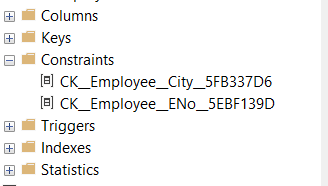 Columns
Keys
Constraints
CK__Employee__City__5FB337D6
CK__Employee__ENo__5EBF139D
Triggers
Indexes
Statistics